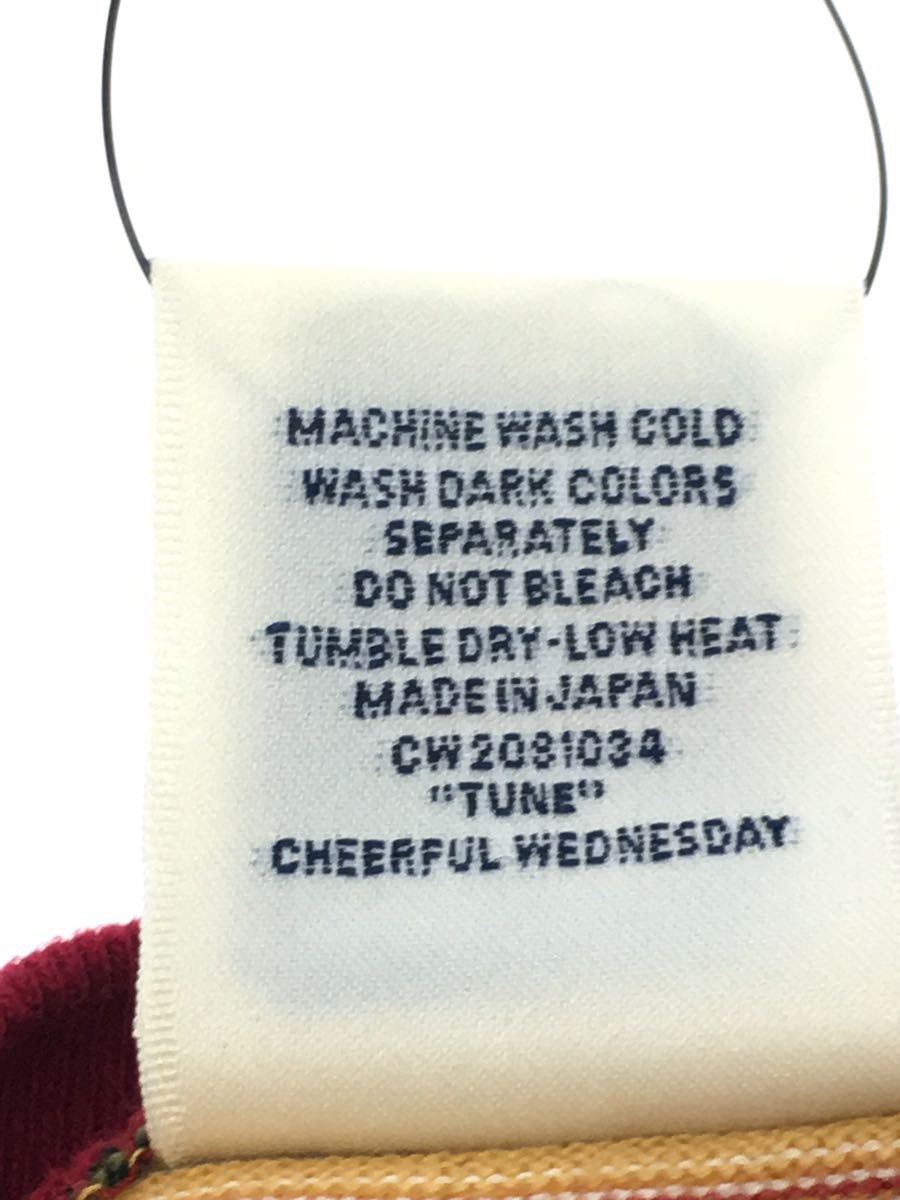 MACHINE WASH COLD
WASH DARK COLORS
SEPARATELY
DO NOT BLEACH
TUMBLE DRY-LOW HEAT
MADE IN JAPAN
CW2081034
"TUNE"
CHEERFUL WEDNESDAY